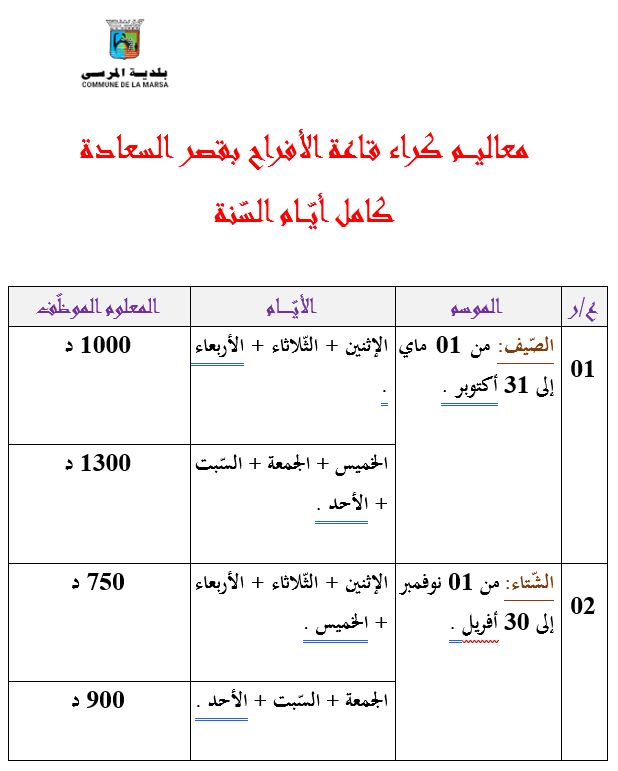 بلدية المرسى
COMMUNE DE LA MARSA
معاليم كراء قاعة الأفراح بقصر السعادة
كامل أيّام السّنة
ع/ر
الموسم
الأيّام
المعلوم الموظّف
01
الصّيف: من 01 ماي
إلى 31 أكتوبر .
الإثنين + الثّلاثاء + الأربعاء
.
1000 د
الخميس + الجمعة + السّبت
+ الأحد .
1300 د
02
الشّتاء: من 01 نوفمبر
إلى 30 أفريل .
الإثنين + الثّلاثاء + الأربعاء
+ الخميس .
750 د
الجمعة + السّبت + الأحد .
900 د